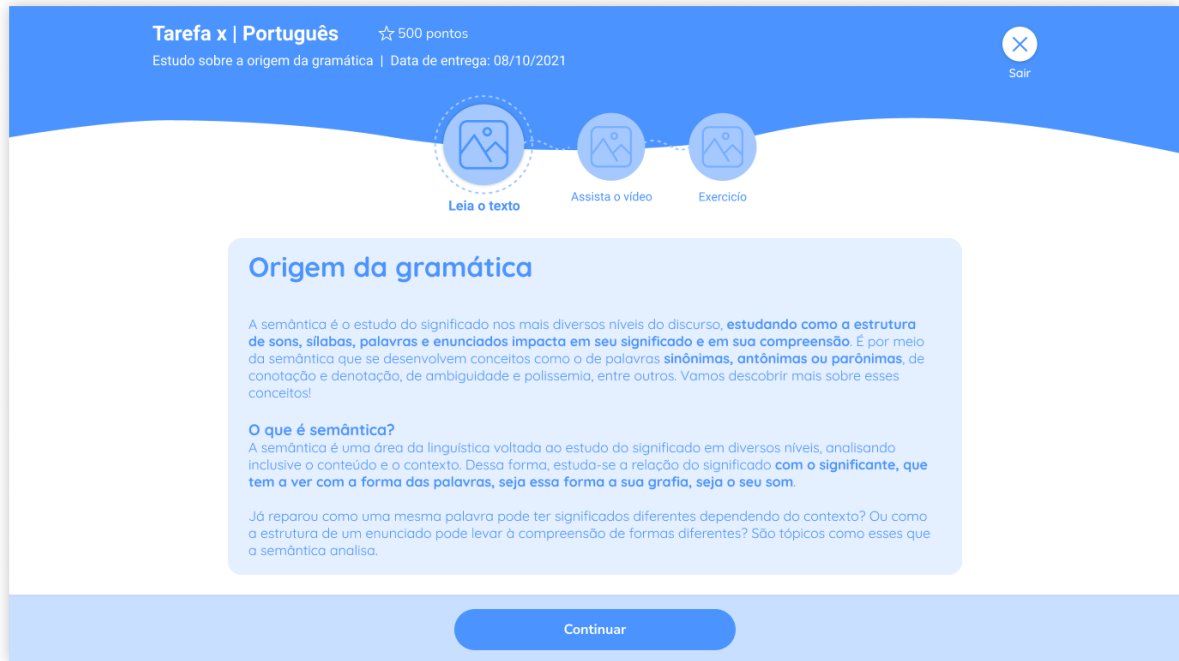 Tarefa x | Português
500 pontos
Estudo sobre a origem da gramática | Data de entrega: 08/10/2021
Sair
Leia o texto
Assista o vídeo
Exercicío
Origem da gramática
A semântica é o estudo do significado nos mais diversos níveis do discurso, estudando como a estrutura
de sons, sílabas, palavras e enunciados impacta em seu significado e em sua compreensão. É por meio
da semântica que se desenvolvem conceitos como o de palavras sinônimas, antônimas ou parônimas, de
conotação e denotação, de ambiguidade e polissemia, entre outros. Vamos descobrir mais sobre esses
conceitos!
O que é semântica?
A semântica é uma área da linguística voltada ao estudo do significado em diversos níveis, analisando
inclusive o conteúdo e o contexto. Dessa forma, estuda-se a relação do significado com o significante, que
tem a ver com a forma das palavras, seja essa forma a sua grafia, seja o seu som.
Já reparou como uma mesma palavra pode ter significados diferentes dependendo do contexto? Ou como
a estrutura de um enunciado pode levar à compreensão de formas diferentes? São tópicos como esses que
a semântica analisa.
Continuar